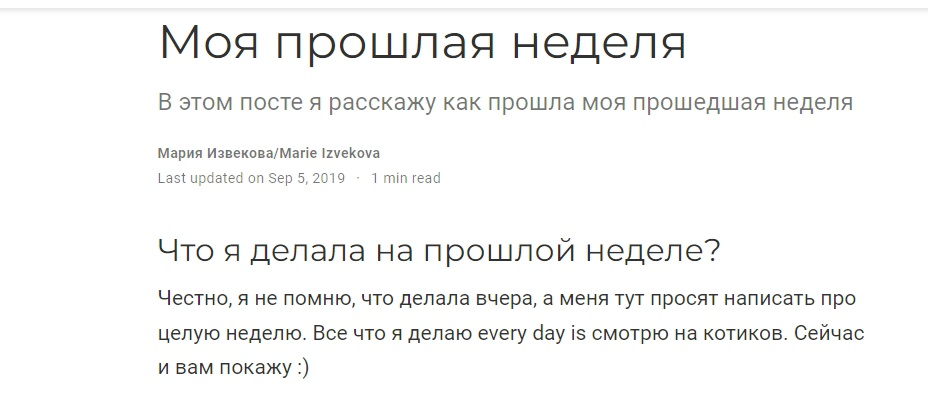 Моя прошлая неделя
В этом посте я расскажу как прошла моя прошедшая неделя
Мария Извекова/Marie Izvekova
Last updated on Sep 5, 2019 · 1 min read
Что я делала на прошлой неделе?
Честно, я не помню, что делала вчера, а меня тут просят написать про
целую неделю. Все что я делаю every day is смотрю на котиков. Сейчас
и вам покажу :)